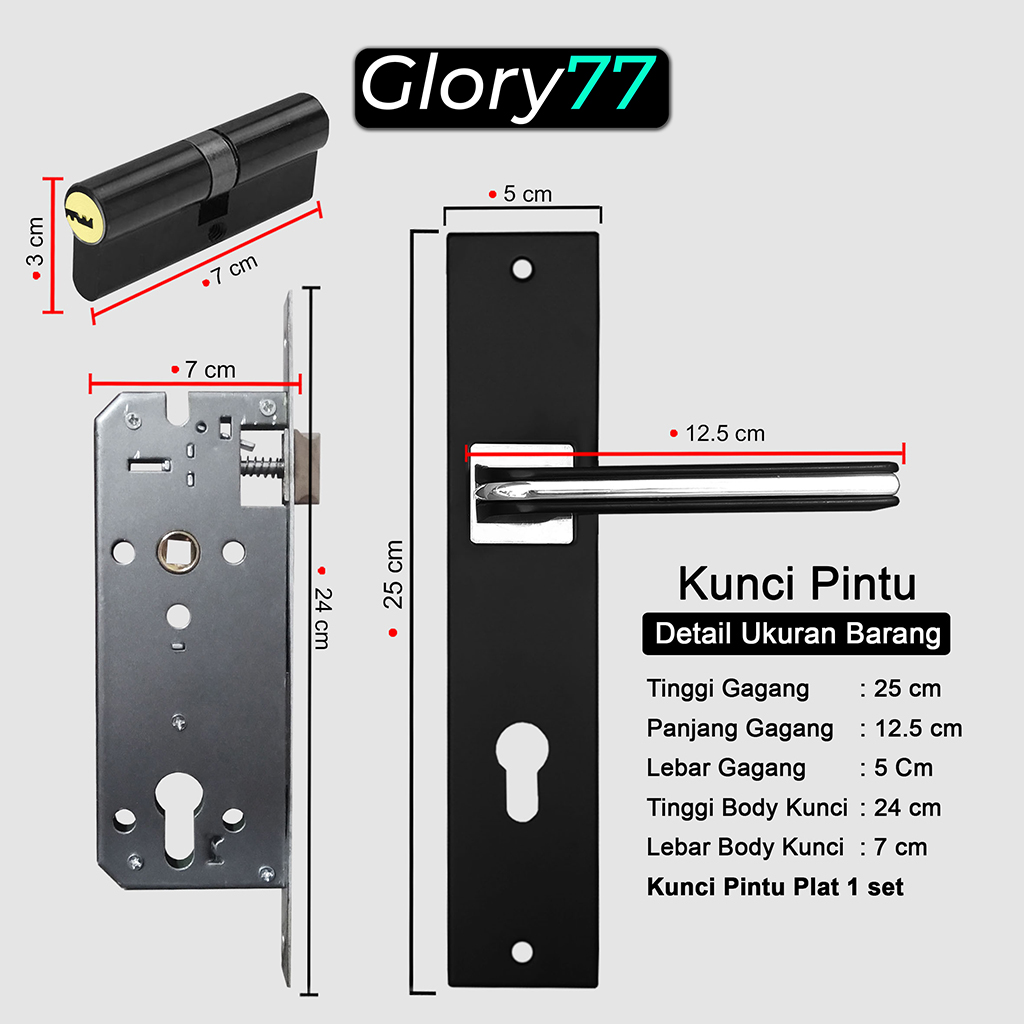 Glory77
• 5 cm
• 3 cm
• 7 cm
• 7 cm
• 12.5 cm
• 25 cm
• 24 cm
Kunci Pintu
Detail Ukuran Barang
Tinggi Gagang : 25 cm
Panjang Gagang : 12.5 cm
Lebar Gagang : 5 Cm
Tinggi Body Kunci : 24 cm
Lebar Body Kunci : 7 cm
Kunci Pintu Plat 1 set